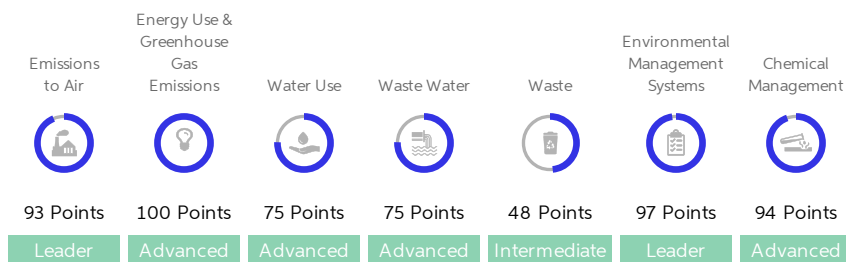 Emissions
to Air
Energy Use &
Greenhouse
Gas
Emissions
Water Use
Waste Water
Waste
Environmental
Management
Systems
Chemical
Management
93 Points
100 Points
75 Points
75 Points
48 Points
97 Points
94 Points
Leader
Advanced
Advanced
Advanced
Intermediate
Leader
Advanced